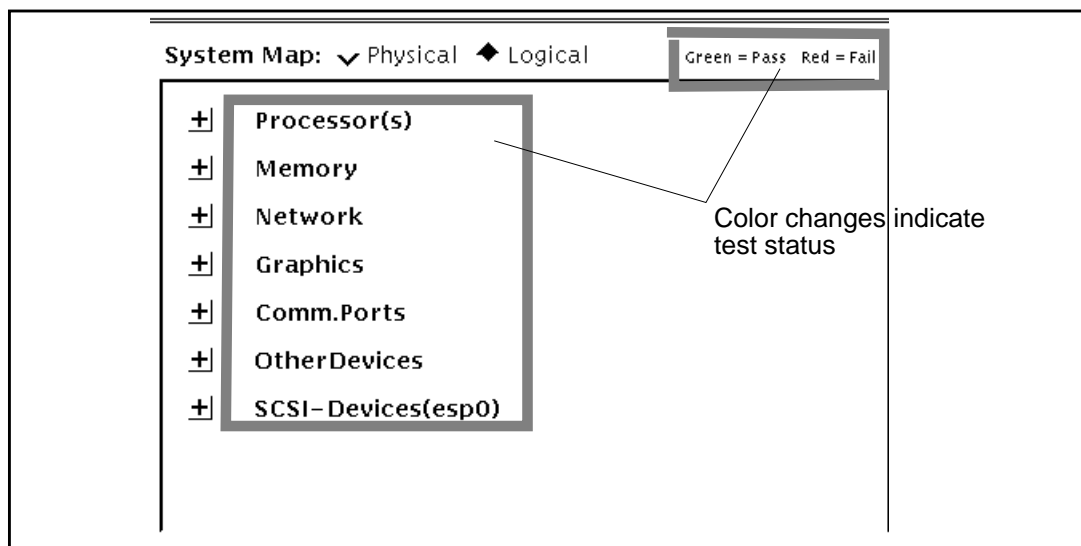 System Map: Physical Logical
Green = Pass Red = Fail
Processor(s)
Memory
Network
Graphics
Comm.Ports
OtherDevices
SCSI-Devices(esp0)
Color changes indicate
test status